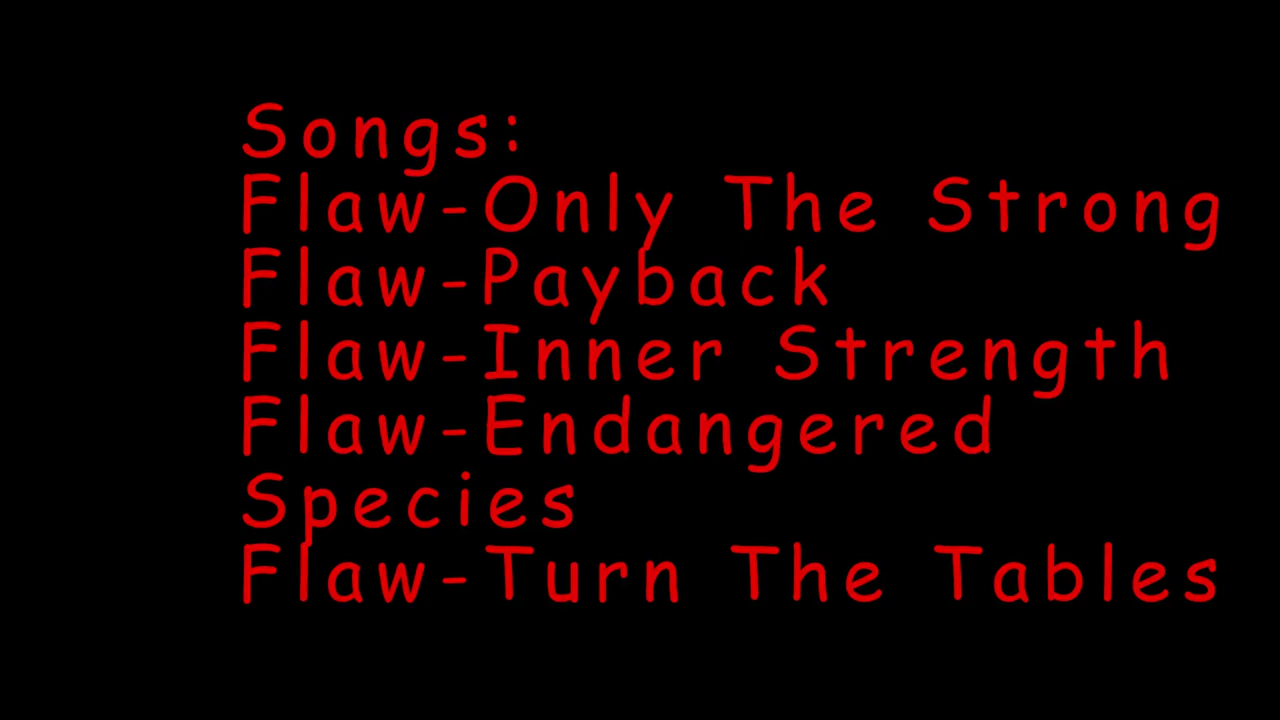 Songs:
Flaw-Only The Strong
Flaw-Payback
Flaw-Inner Strength
Flaw-Endangered
Species
Flaw-Turn The Tables